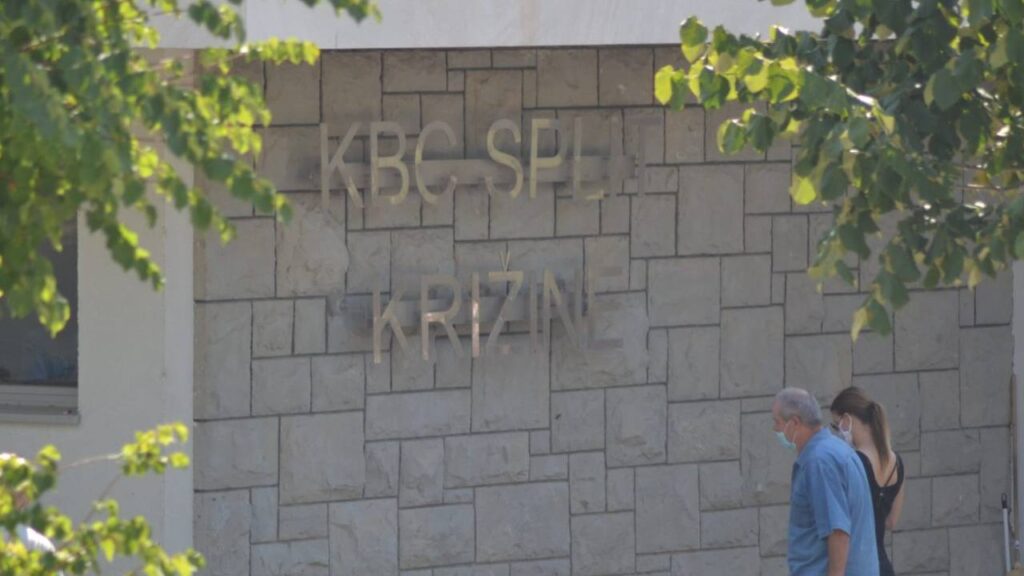 KBC SPLIT
KRIŽINE